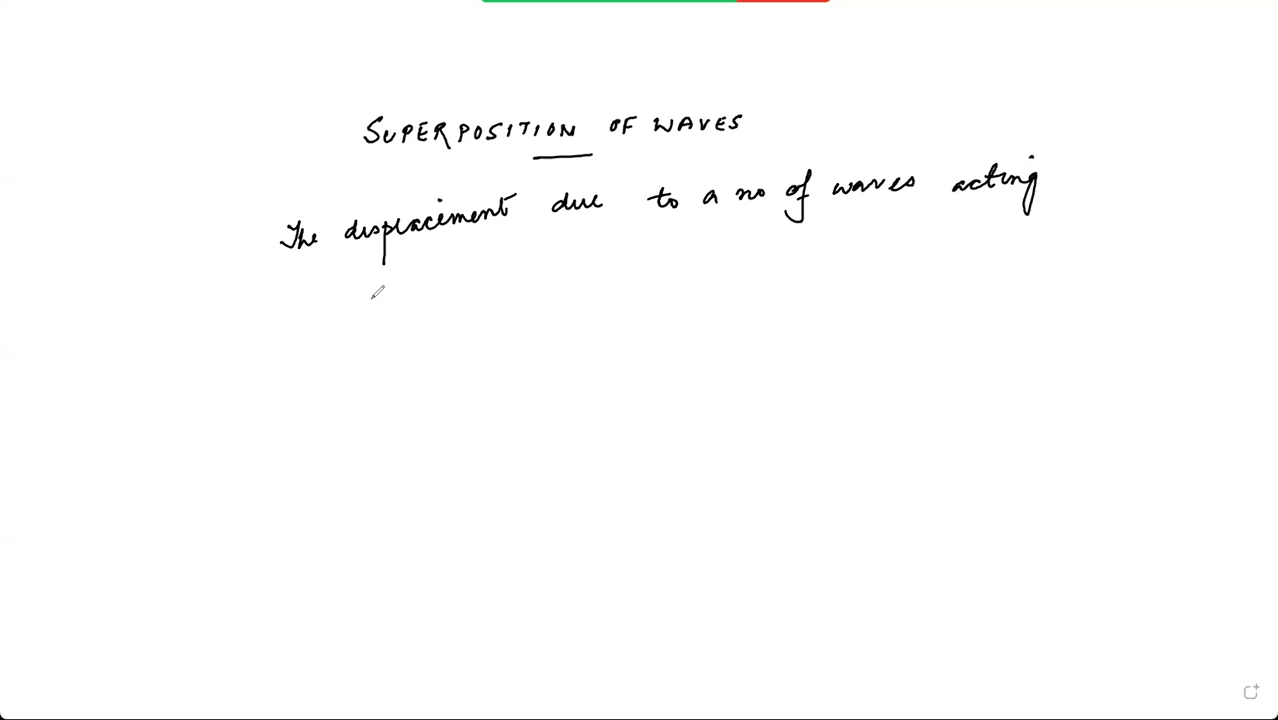 SUPERPOSITION OF WAVES
The displacement due to a no of waves acting